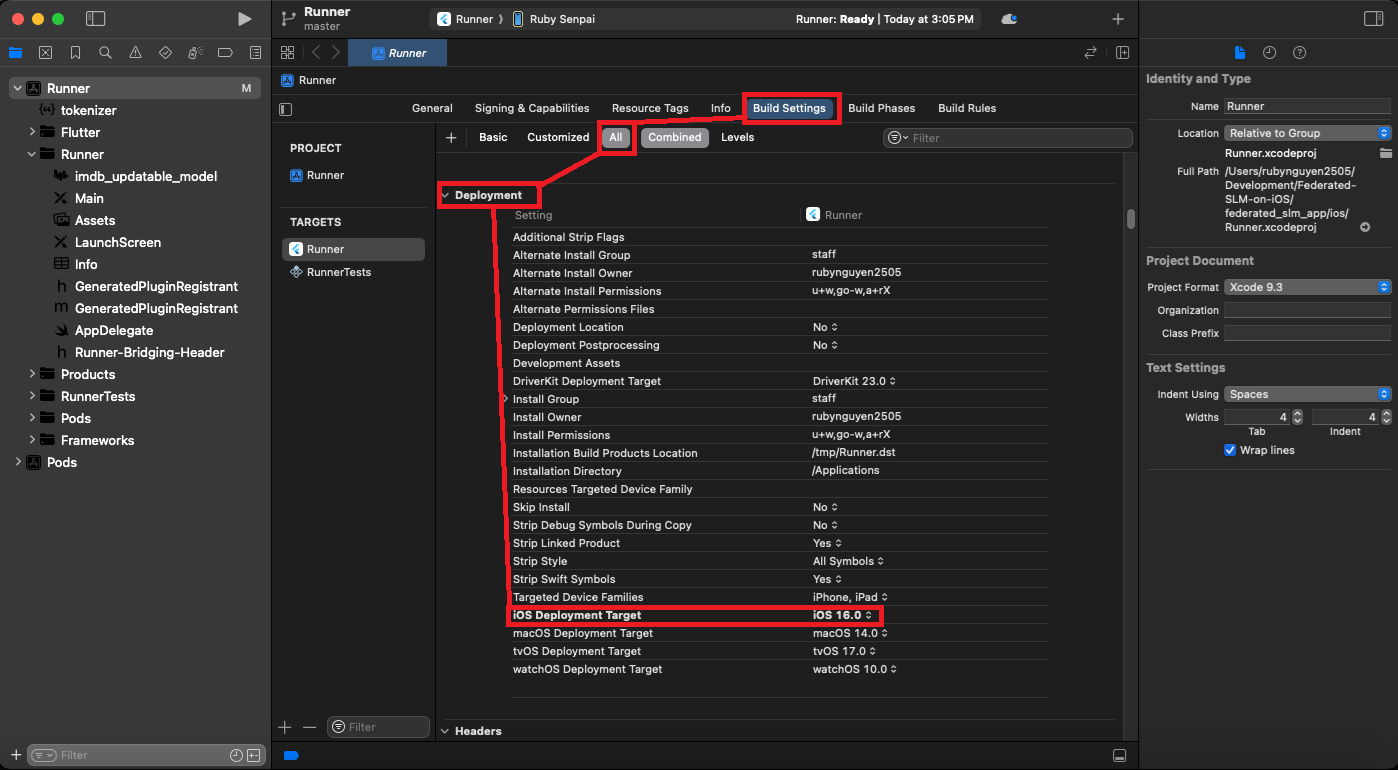 Runner
master
Runner
Ruby Senpai
Runner: Ready | Today at 3:05 PM
Runner
Runner
General
Signing & Capabilities
Resource Tags
Info
Build Settings
Build Phases
Build Rules
Basic
Customized
All
Combined
Levels
Filter
Runner
M
tokenizer
Flutter
Runner
imdb_updatable_model
Main
Assets
LaunchScreen
Info
h GeneratedPluginRegistrant
m GeneratedPluginRegistrant
AppDelegate
h Runner-Bridging-Header
Products
RunnerTests
Pods
Frameworks
Pods
Filter
PROJECT
Runner
TARGETS
Runner
RunnerTests
Filter
Deployment
Setting Runner
Additional Strip Flags
Alternate Install Group staff
Alternate Install Owner rubynguyen2505
Alternate Install Permissions u+w,go-w,a+rX
Alternate Permissions Files
Deployment Location No
Deployment Postprocessing No
Development Assets
DriverKit Deployment Target DriverKit 23.0
Install Group staff
Install Owner rubynguyen2505
Install Permissions u+w,go-w,a+rX
Installation Build Products Location /tmp/Runner.dst
Installation Directory /Applications
Resources Targeted Device Family
Skip Install No
Strip Debug Symbols During Copy No
Strip Linked Product Yes
Strip Style All Symbols
Strip Swift Symbols Yes
Targeted Device Families iPhone, iPad
iOS Deployment Target iOS 16.0
macOS Deployment Target macOS 14.0
tvOS Deployment Target tvOS 17.0
watchOS Deployment Target watchOS 10.0
Headers
Identity and Type
Name Runner
Location Relative to Group
Runner.xcodeproj
Full Path /Users/rubynguyen2505/
Development/Federated-
SLM-on-iOS/
federated_slm_app/ios/
Runner.xcodeproj
Project Document
Project Format Xcode 9.3
Organization
Class Prefix
Text Settings
Indent Using Spaces
Widths 4 4
Tab Indent
Wrap lines